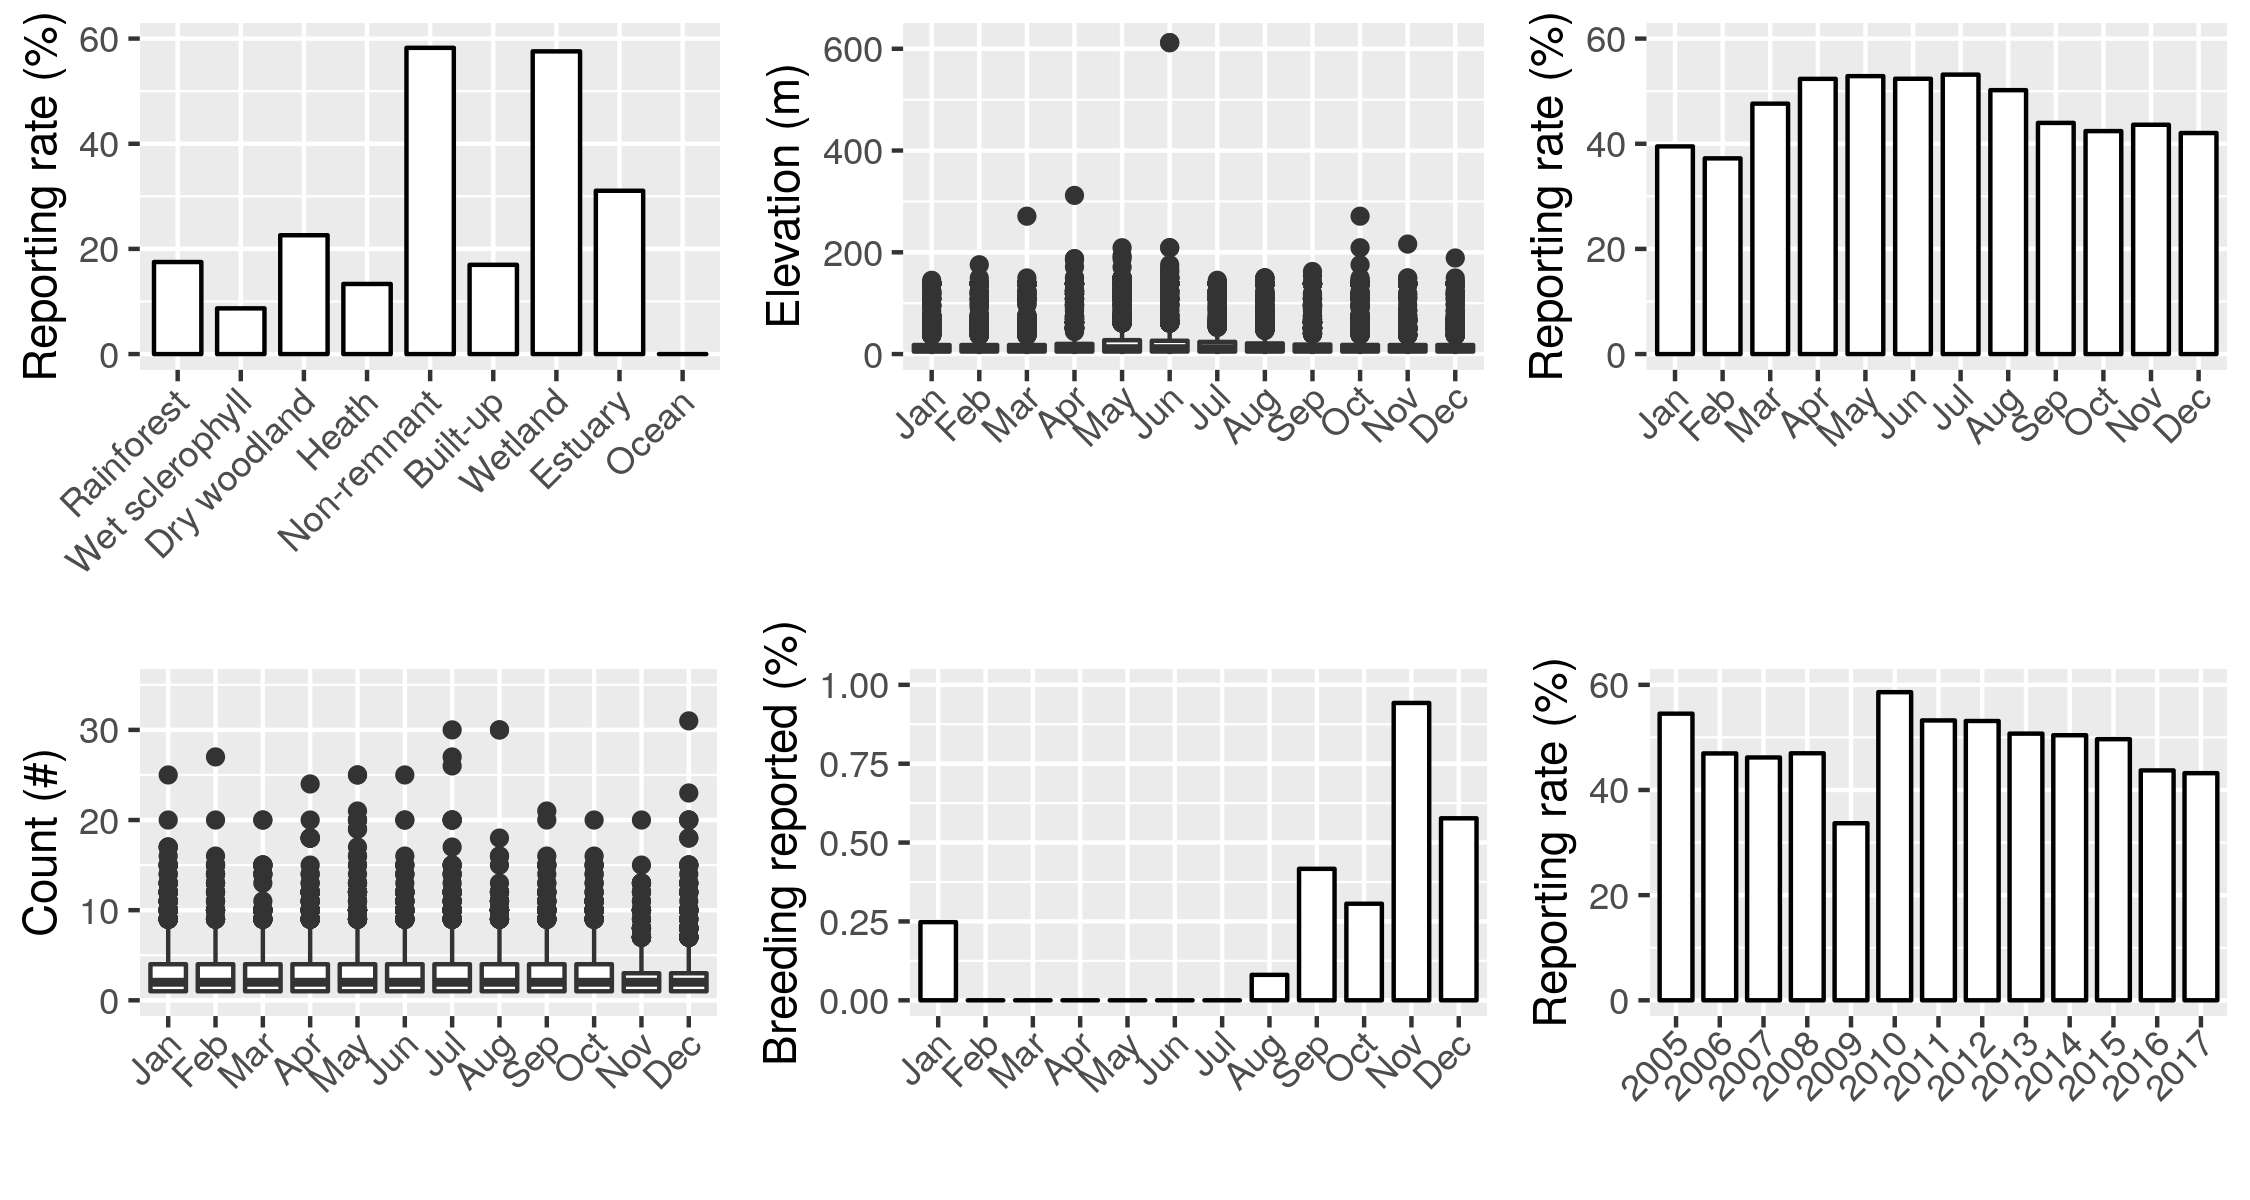 Reporting rate (%)
60
40
20
0
Rainforest
Wet sclerophyll
Dry woodland
Heath
Non-remnant
Built-up
Wetland
Estuary
Ocean
Elevation (m)
600
400
200
0
Jan
Feb
Mar
Apr
May
Jun
Jul
Aug
Sep
Oct
Nov
Dec
Reporting rate (%)
60
40
20
0
Jan
Feb
Mar
Apr
May
Jun
Jul
Aug
Sep
Oct
Nov
Dec
Count (#)
30
20
10
0
Jan
Feb
Mar
Apr
May
Jun
Jul
Aug
Sep
Oct
Nov
Dec
Breeding reported (%)
1.00
0.75
0.50
0.25
0.00
Jan
Feb
Mar
Apr
May
Jun
Jul
Aug
Sep
Oct
Nov
Dec
Reporting rate (%)
60
40
20
0
2005
2006
2007
2008
2009
2010
2011
2012
2013
2014
2015
2016
2017